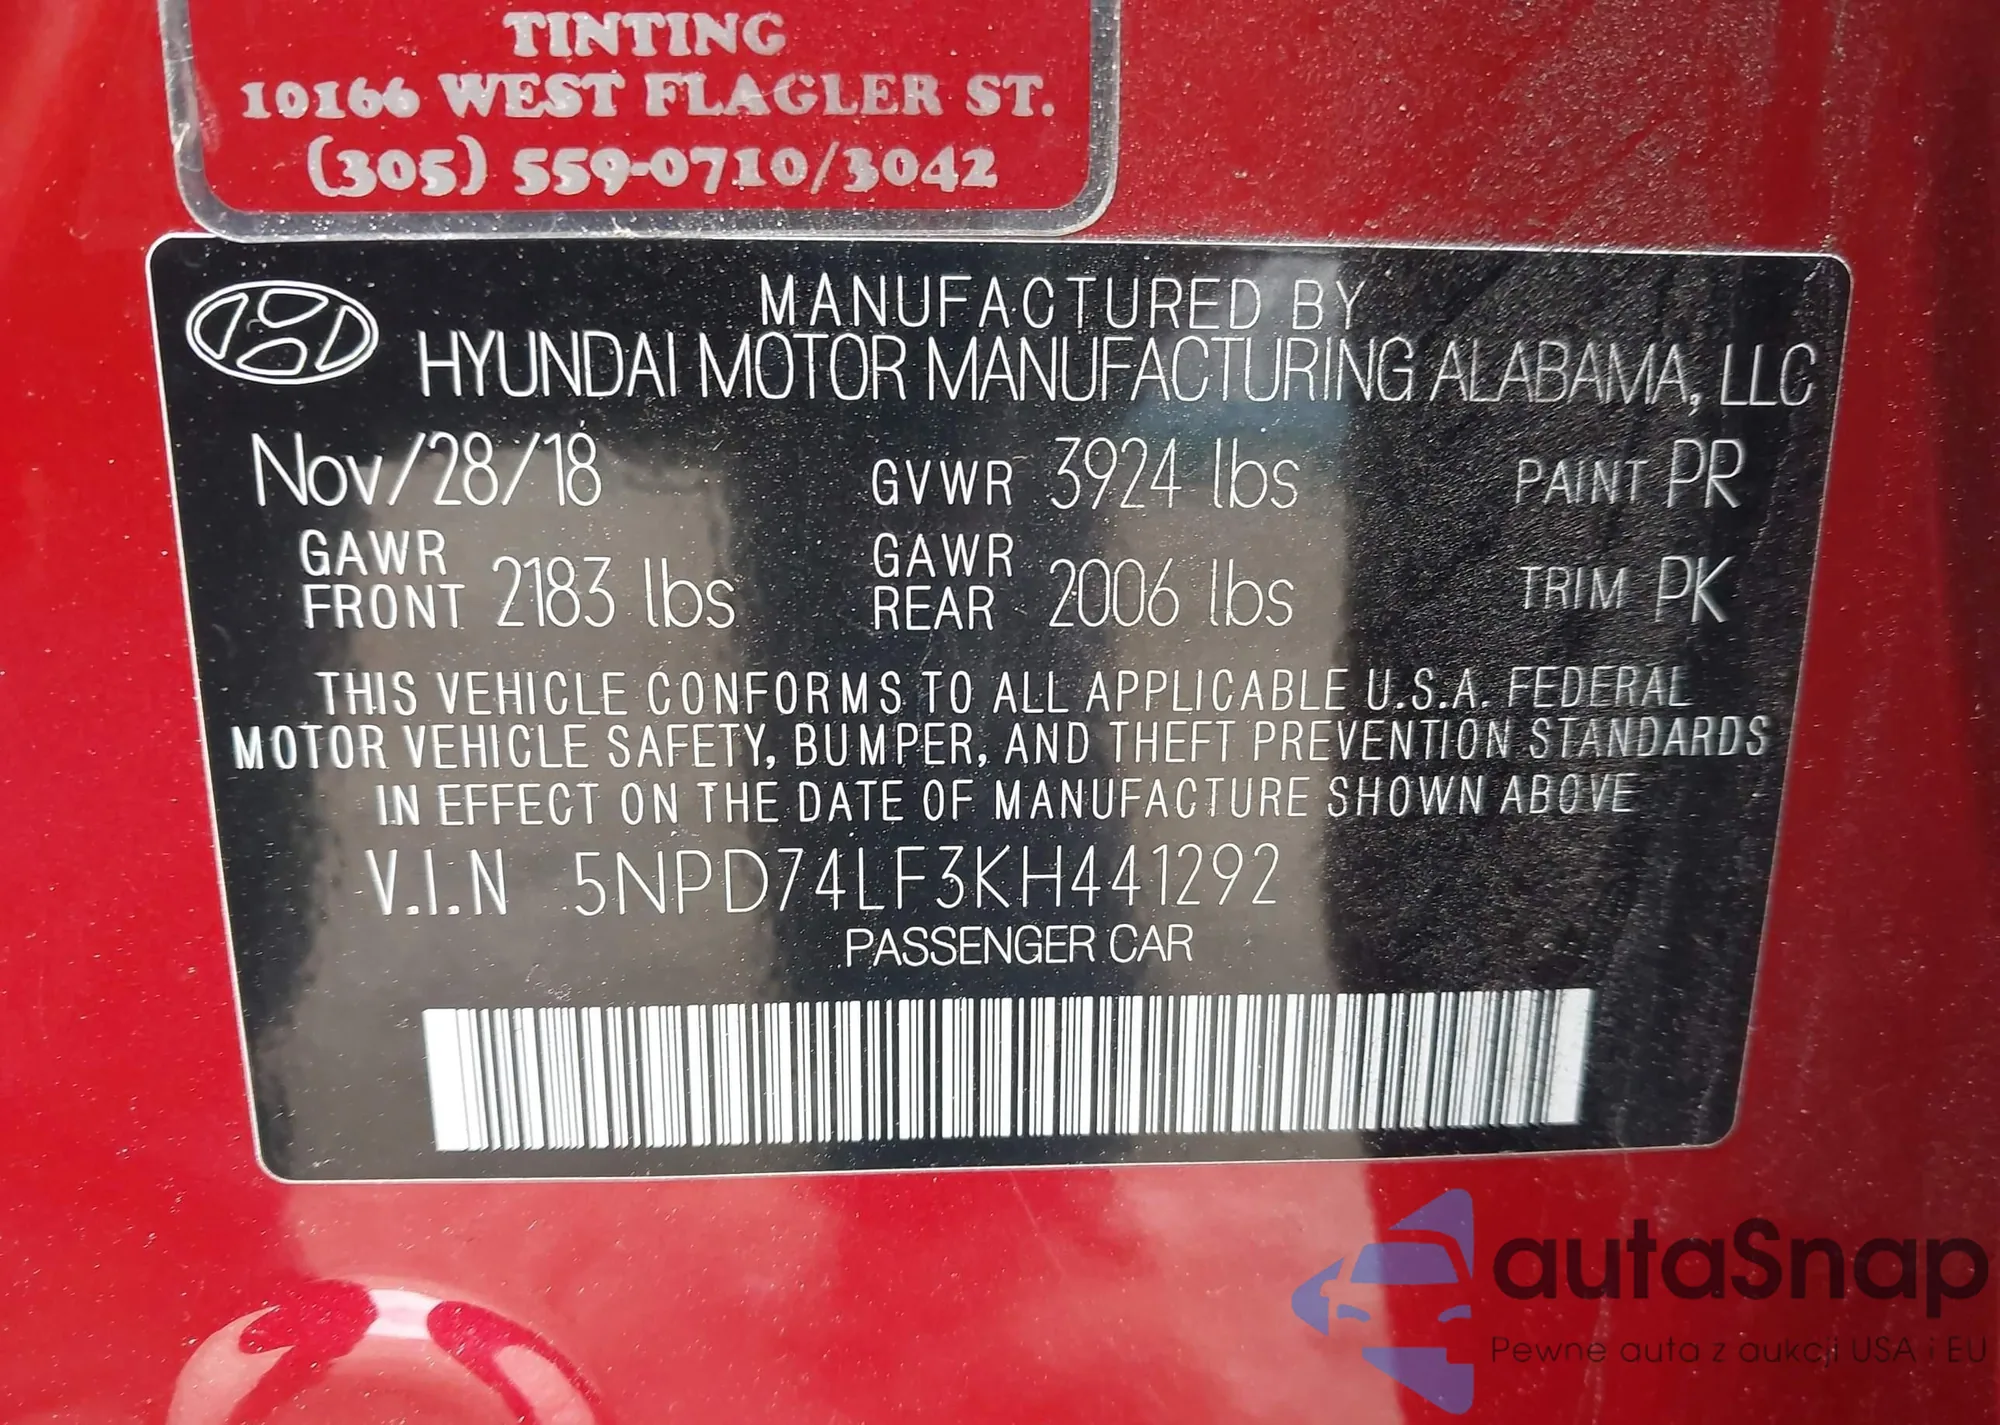 TINTING
10166 WEST FLAGLER ST.
(305) 559-0710/3042
MANUFACTURED BY
HYUNDAI MOTOR MANUFACTURING ALABAMA, LLC
Nov/28/18 GVWR 3924 lbs PAINT PR
GAWR FRONT 2183 lbs GAWR REAR 2006 lbs TRIM PK
THIS VEHICLE CONFORMS TO ALL APPLICABLE U.S.A. FEDERAL
MOTOR VEHICLE SAFETY, BUMPER, AND THEFT PREVENTION STANDARDS
IN EFFECT ON THE DATE OF MANUFACTURE SHOWN ABOVE
V.I.N 5NPD74LF3KH441292
PASSENGER CAR
autaSnap
Pewne auta z aukcji USA i EU